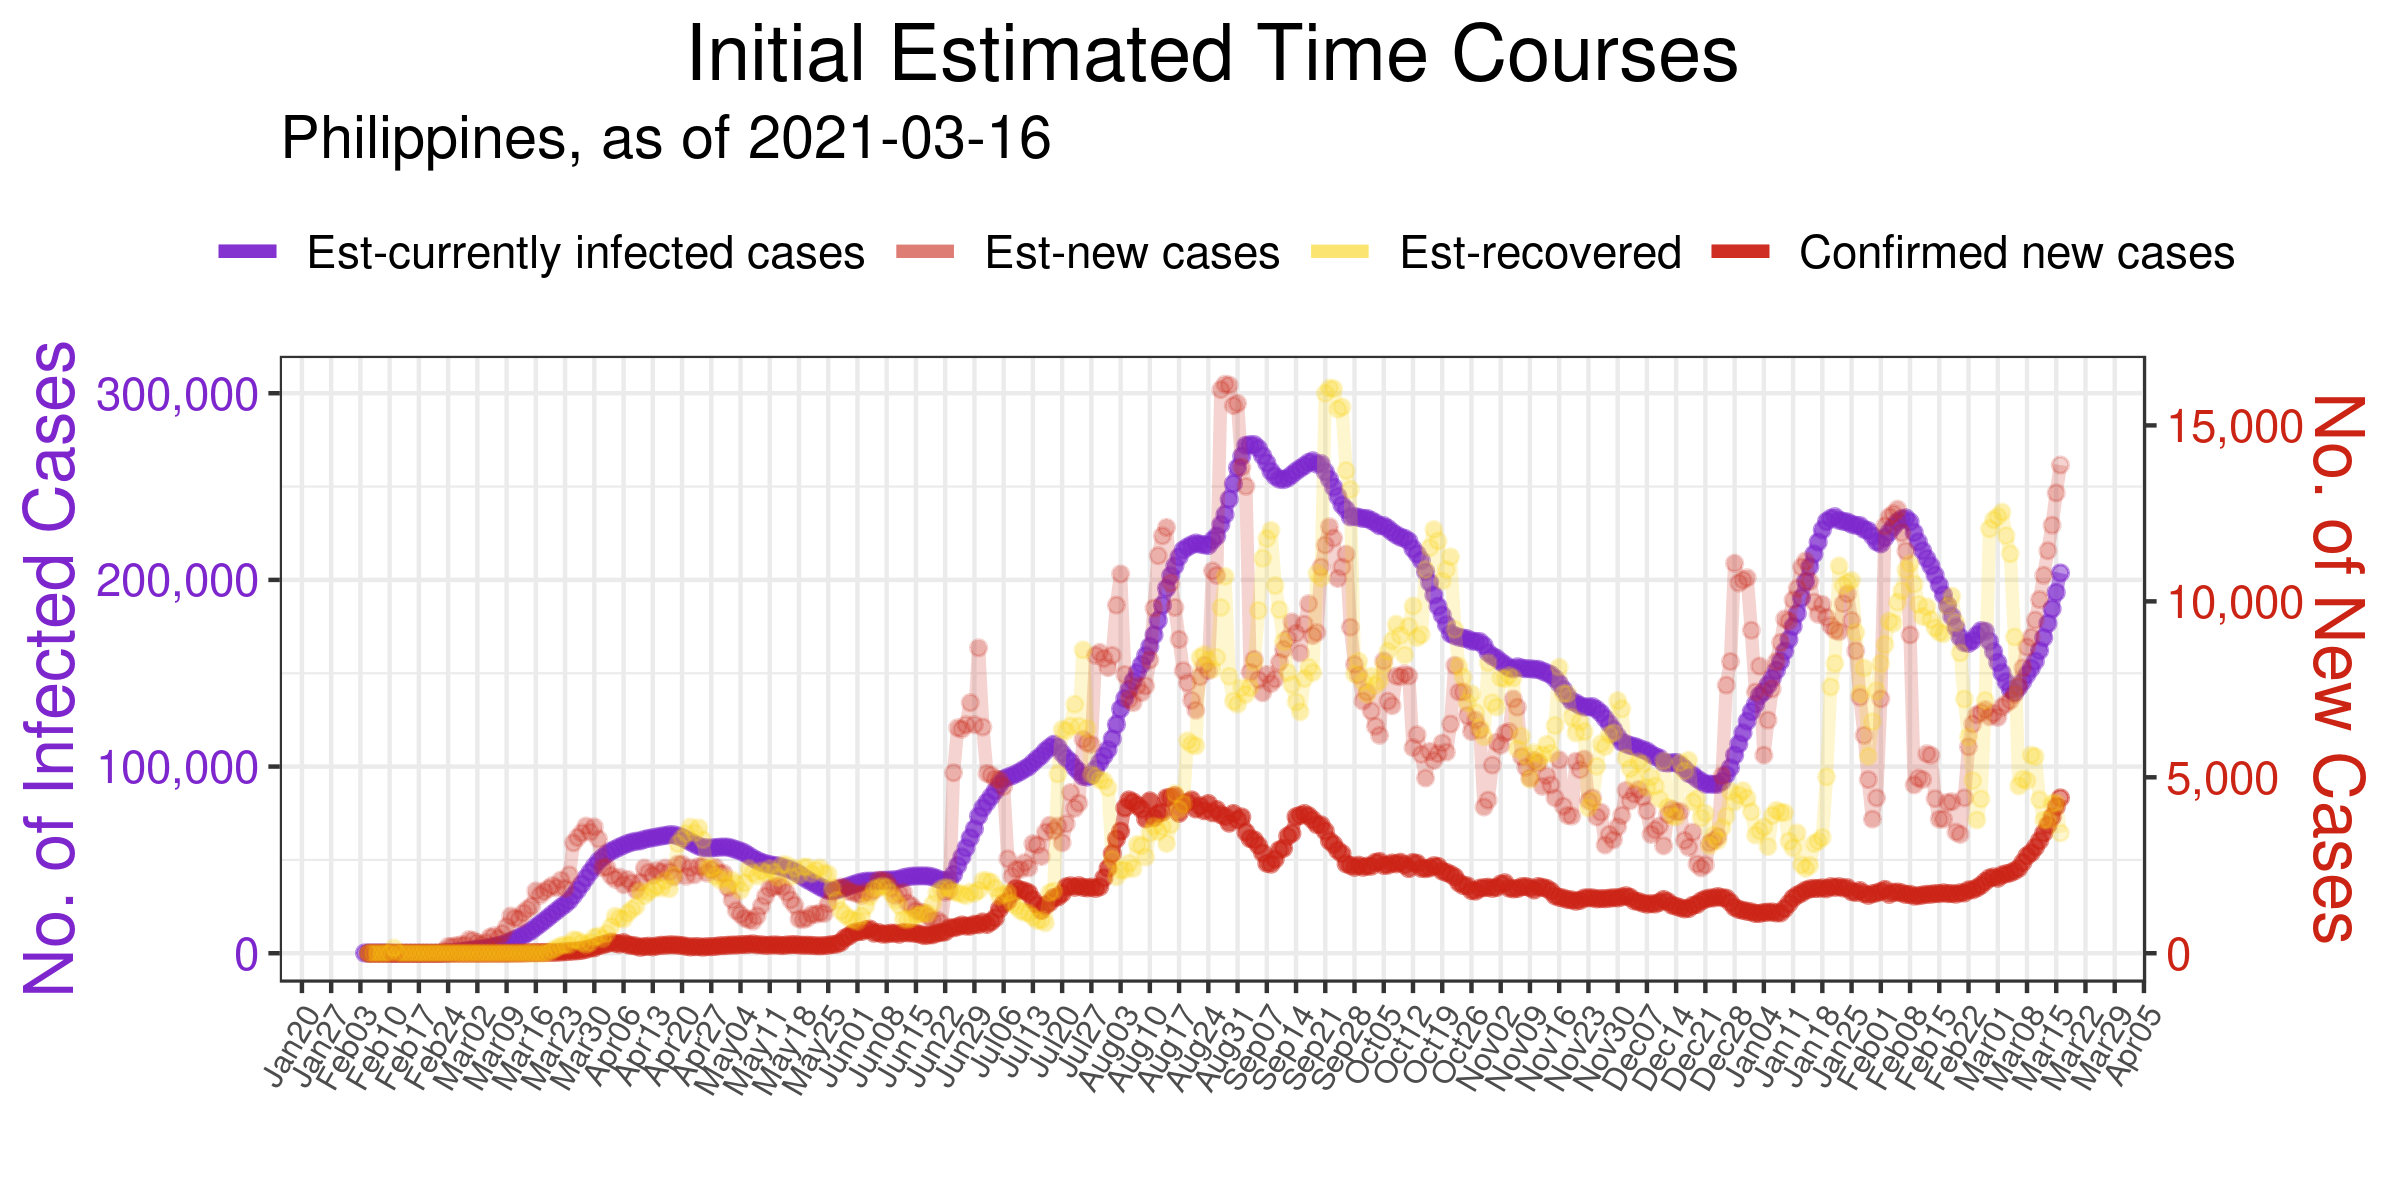 Initial Estimated Time Courses
Philippines, as of 2021-03-16
Est-currently infected cases
Est-new cases
Est-recovered
Confirmed new cases
No. of Infected Cases
300,000
200,000
100,000
0
15,000
10,000
5,000
0
No. of New Cases
Jan20
Jan27
Feb03
Feb10
Feb17
Feb24
Mar02
Mar09
Mar16
Mar23
Mar30
Apr06
Apr13
Apr20
Apr27
May04
May11
May18
May25
Jun01
Jun08
Jun15
Jun22
Jun29
Jul06
Jul13
Jul20
Jul27
Aug03
Aug10
Aug17
Aug24
Aug31
Sep07
Sep14
Sep21
Sep28
Oct05
Oct12
Oct19
Oct26
Nov02
Nov09
Nov16
Nov23
Nov30
Dec07
Dec14
Dec21
Dec28
Jan04
Jan11
Jan18
Jan25
Feb01
Feb08
Feb15
Feb22
Mar01
Mar08
Mar15
Mar22
Mar29
Apr05